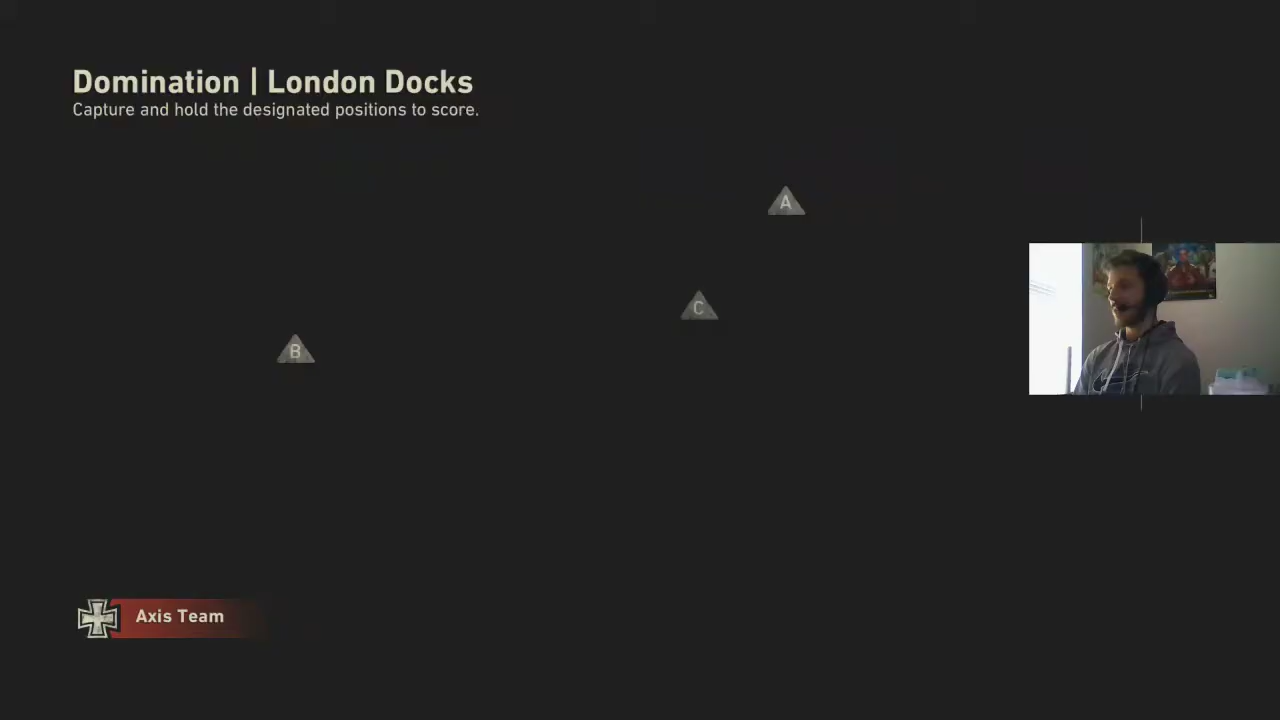 Domination | London Docks
Capture and hold the designated positions to score.
A
C
B
Axis Team